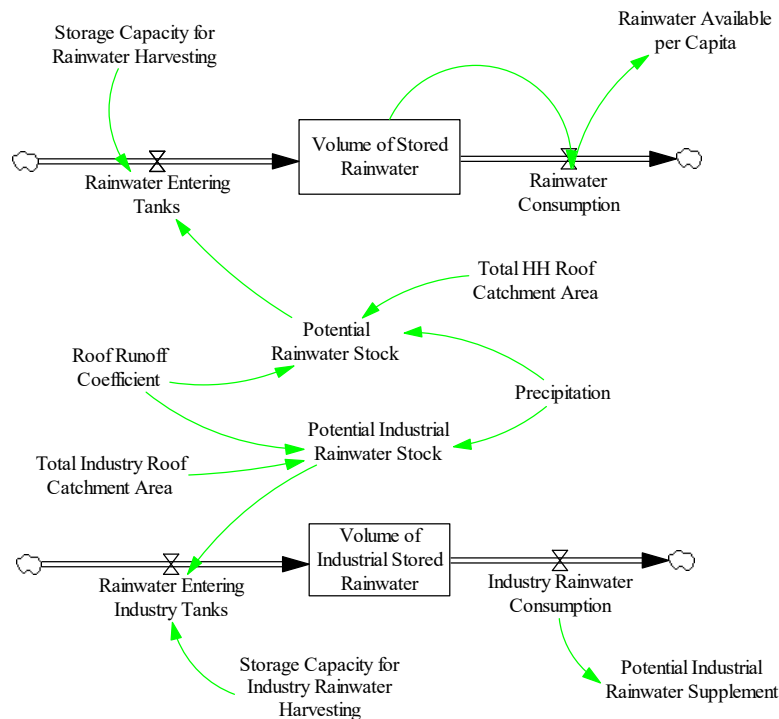 Rainwater Available
per Capita
Storage Capacity for
Rainwater Harvesting
Volume of Stored
Rainwater
Rainwater Entering
Tanks
Rainwater
Consumption
Total HH Roof
Catchment Area
Potential
Rainwater Stock
Roof Runoff
Coefficient
Precipitation
Potential Industrial
Rainwater Stock
Total Industry Roof
Catchment Area
Volume of
Industrial Stored
Rainwater
Rainwater Entering
Industry Tanks
Industry Rainwater
Consumption
Storage Capacity for
Industry Rainwater
Harvesting
Potential Industrial
Rainwater Supplement